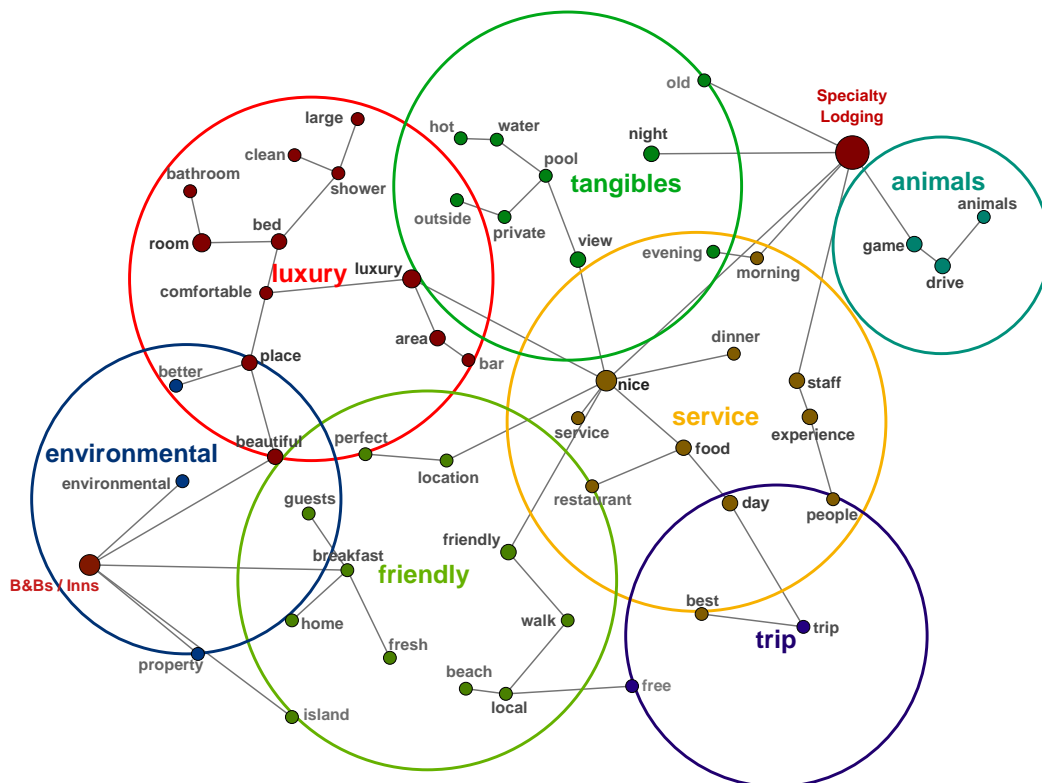 old
Specialty
Lodging
large
hot
water
night
clean
pool
bathroom
shower
tangibles
animals
animals
outside
private
bed
room
view
evening
game
morning
luxury
luxury
drive
comfortable
area
dinner
place
bar
better
nice
staff
service
service
experience
beautiful
perfect
food
environmental
location
environmental
guests
restaurant
day
people
friendly
breakfast
friendly
B&Bs / Inns
best
home
walk
trip
trip
fresh
property
beach
free
local
island